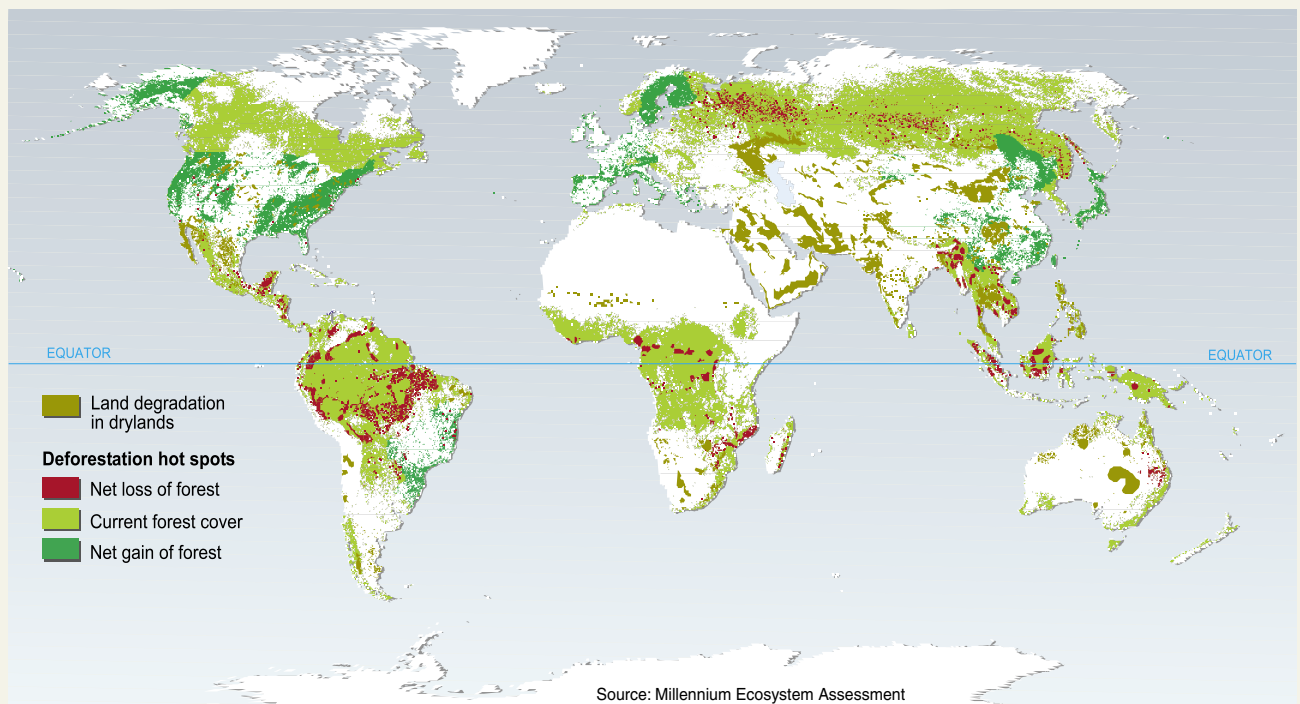 EQUATOR
EQUATOR
Land degradation
in drylands
Deforestation hot spots
Net loss of forest
Current forest cover
Net gain of forest
Source: Millennium Ecosystem Assessment